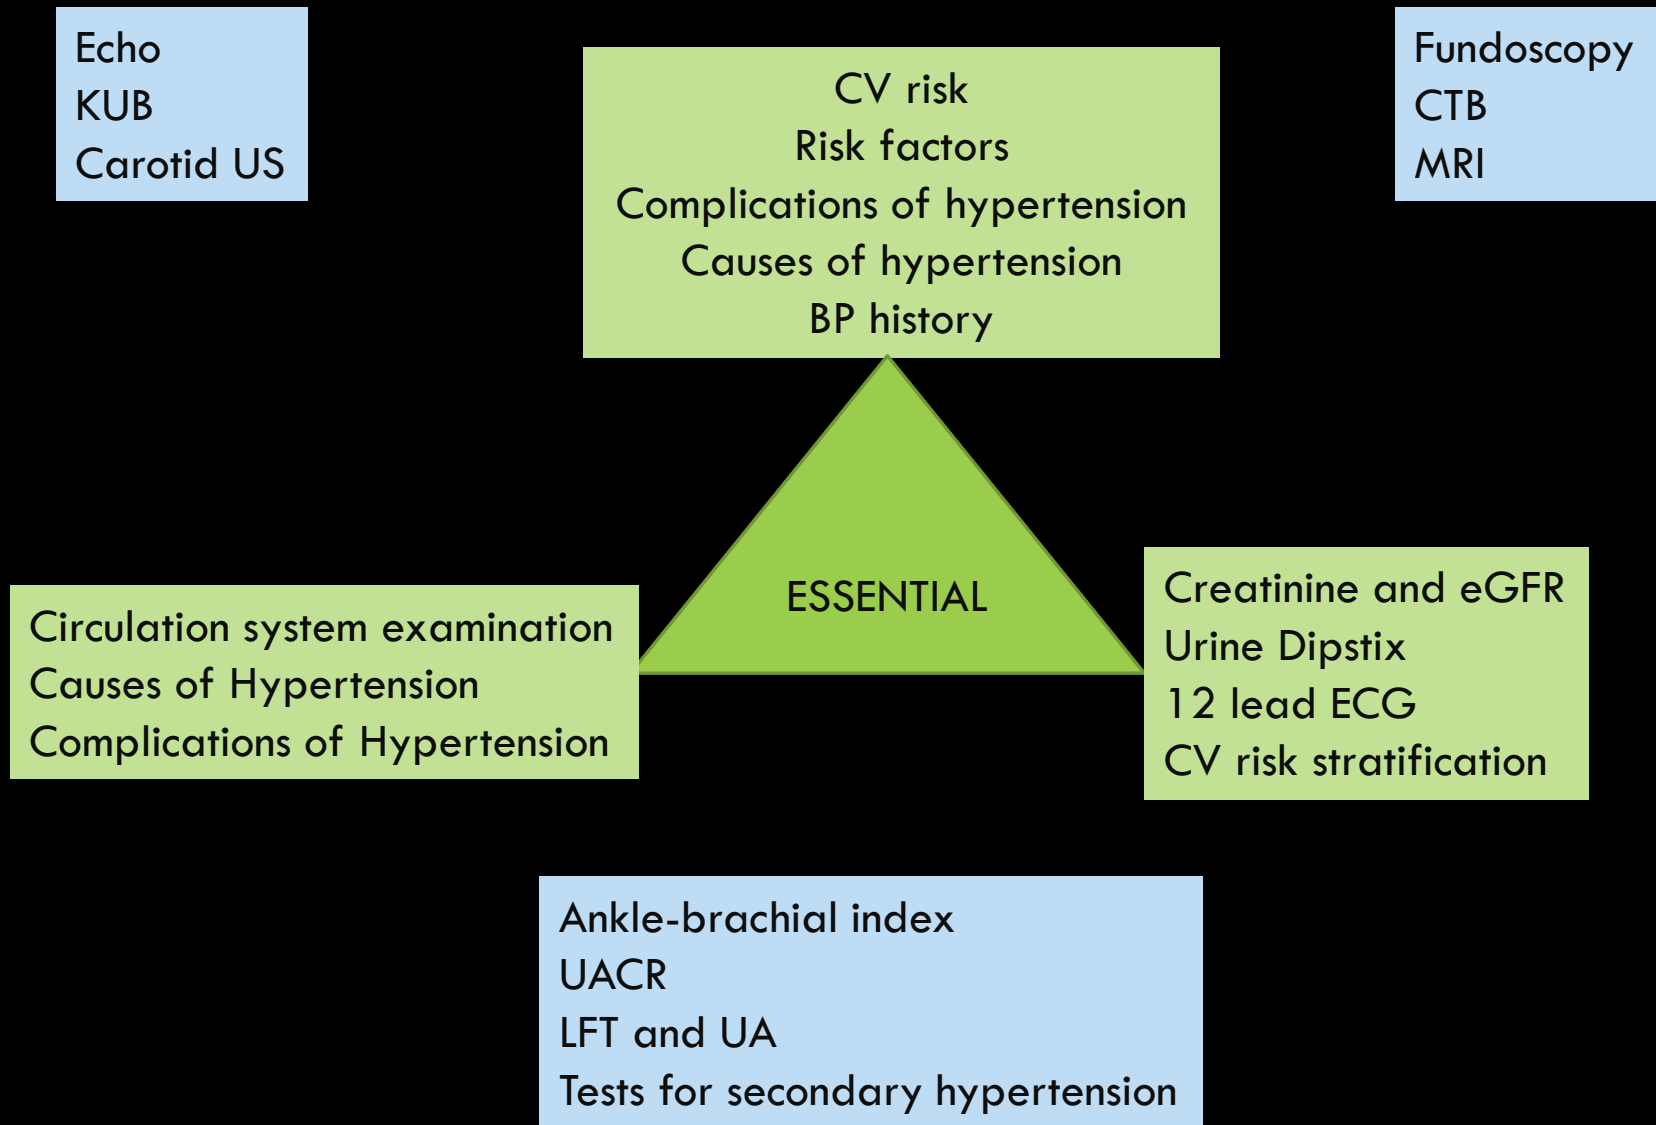 Echo
KUB
Carotid US
CV risk
Risk factors
Complications of hypertension
Causes of hypertension
BP history
Fundoscopy
CTB
MRI
ESSENTIAL
Circulation system examination
Causes of Hypertension
Complications of Hypertension
Creatinine and eGFR
Urine Dipstix
12 lead ECG
CV risk stratification
Ankle-brachial index
UACR
LFT and UA
Tests for secondary hypertension